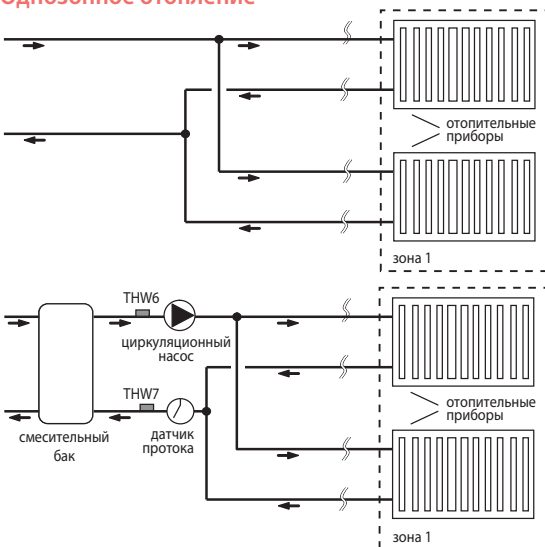 Однозонное отопление
отопительные
приборы
зона 1
THW6
циркуляционный
насос
THW7
смесительный
бак
датчик
протока
отопительные
приборы
зона 1